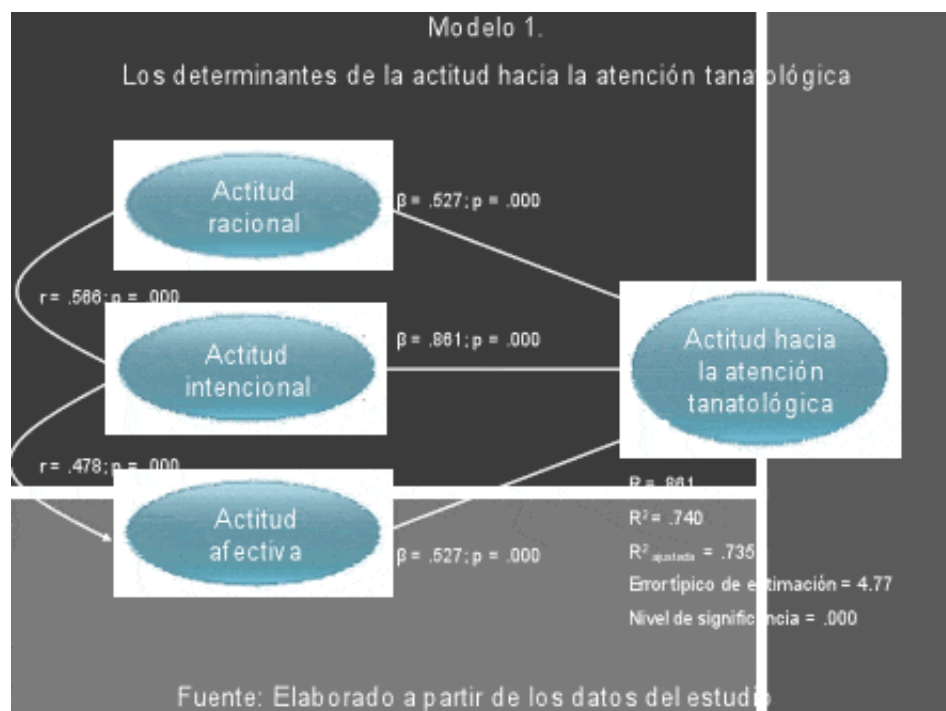 Modelo 1.
Los determinantes de la actitud hacia la atención tanatológica
Actitud
racional
β = .527; p = .000
r = .566; p = .000
Actitud
intencional
β = .861; p = .000
Actitud hacia
la atención
tanatológica
r = .478; p = .000
Actitud
afectiva
β = .527; p = .000
R = .861
R² = .740
R² ajustada = .735
Error típico de estimación = 4.77
Nivel de significancia = .000
Fuente: Elaborado a partir de los datos del estudio